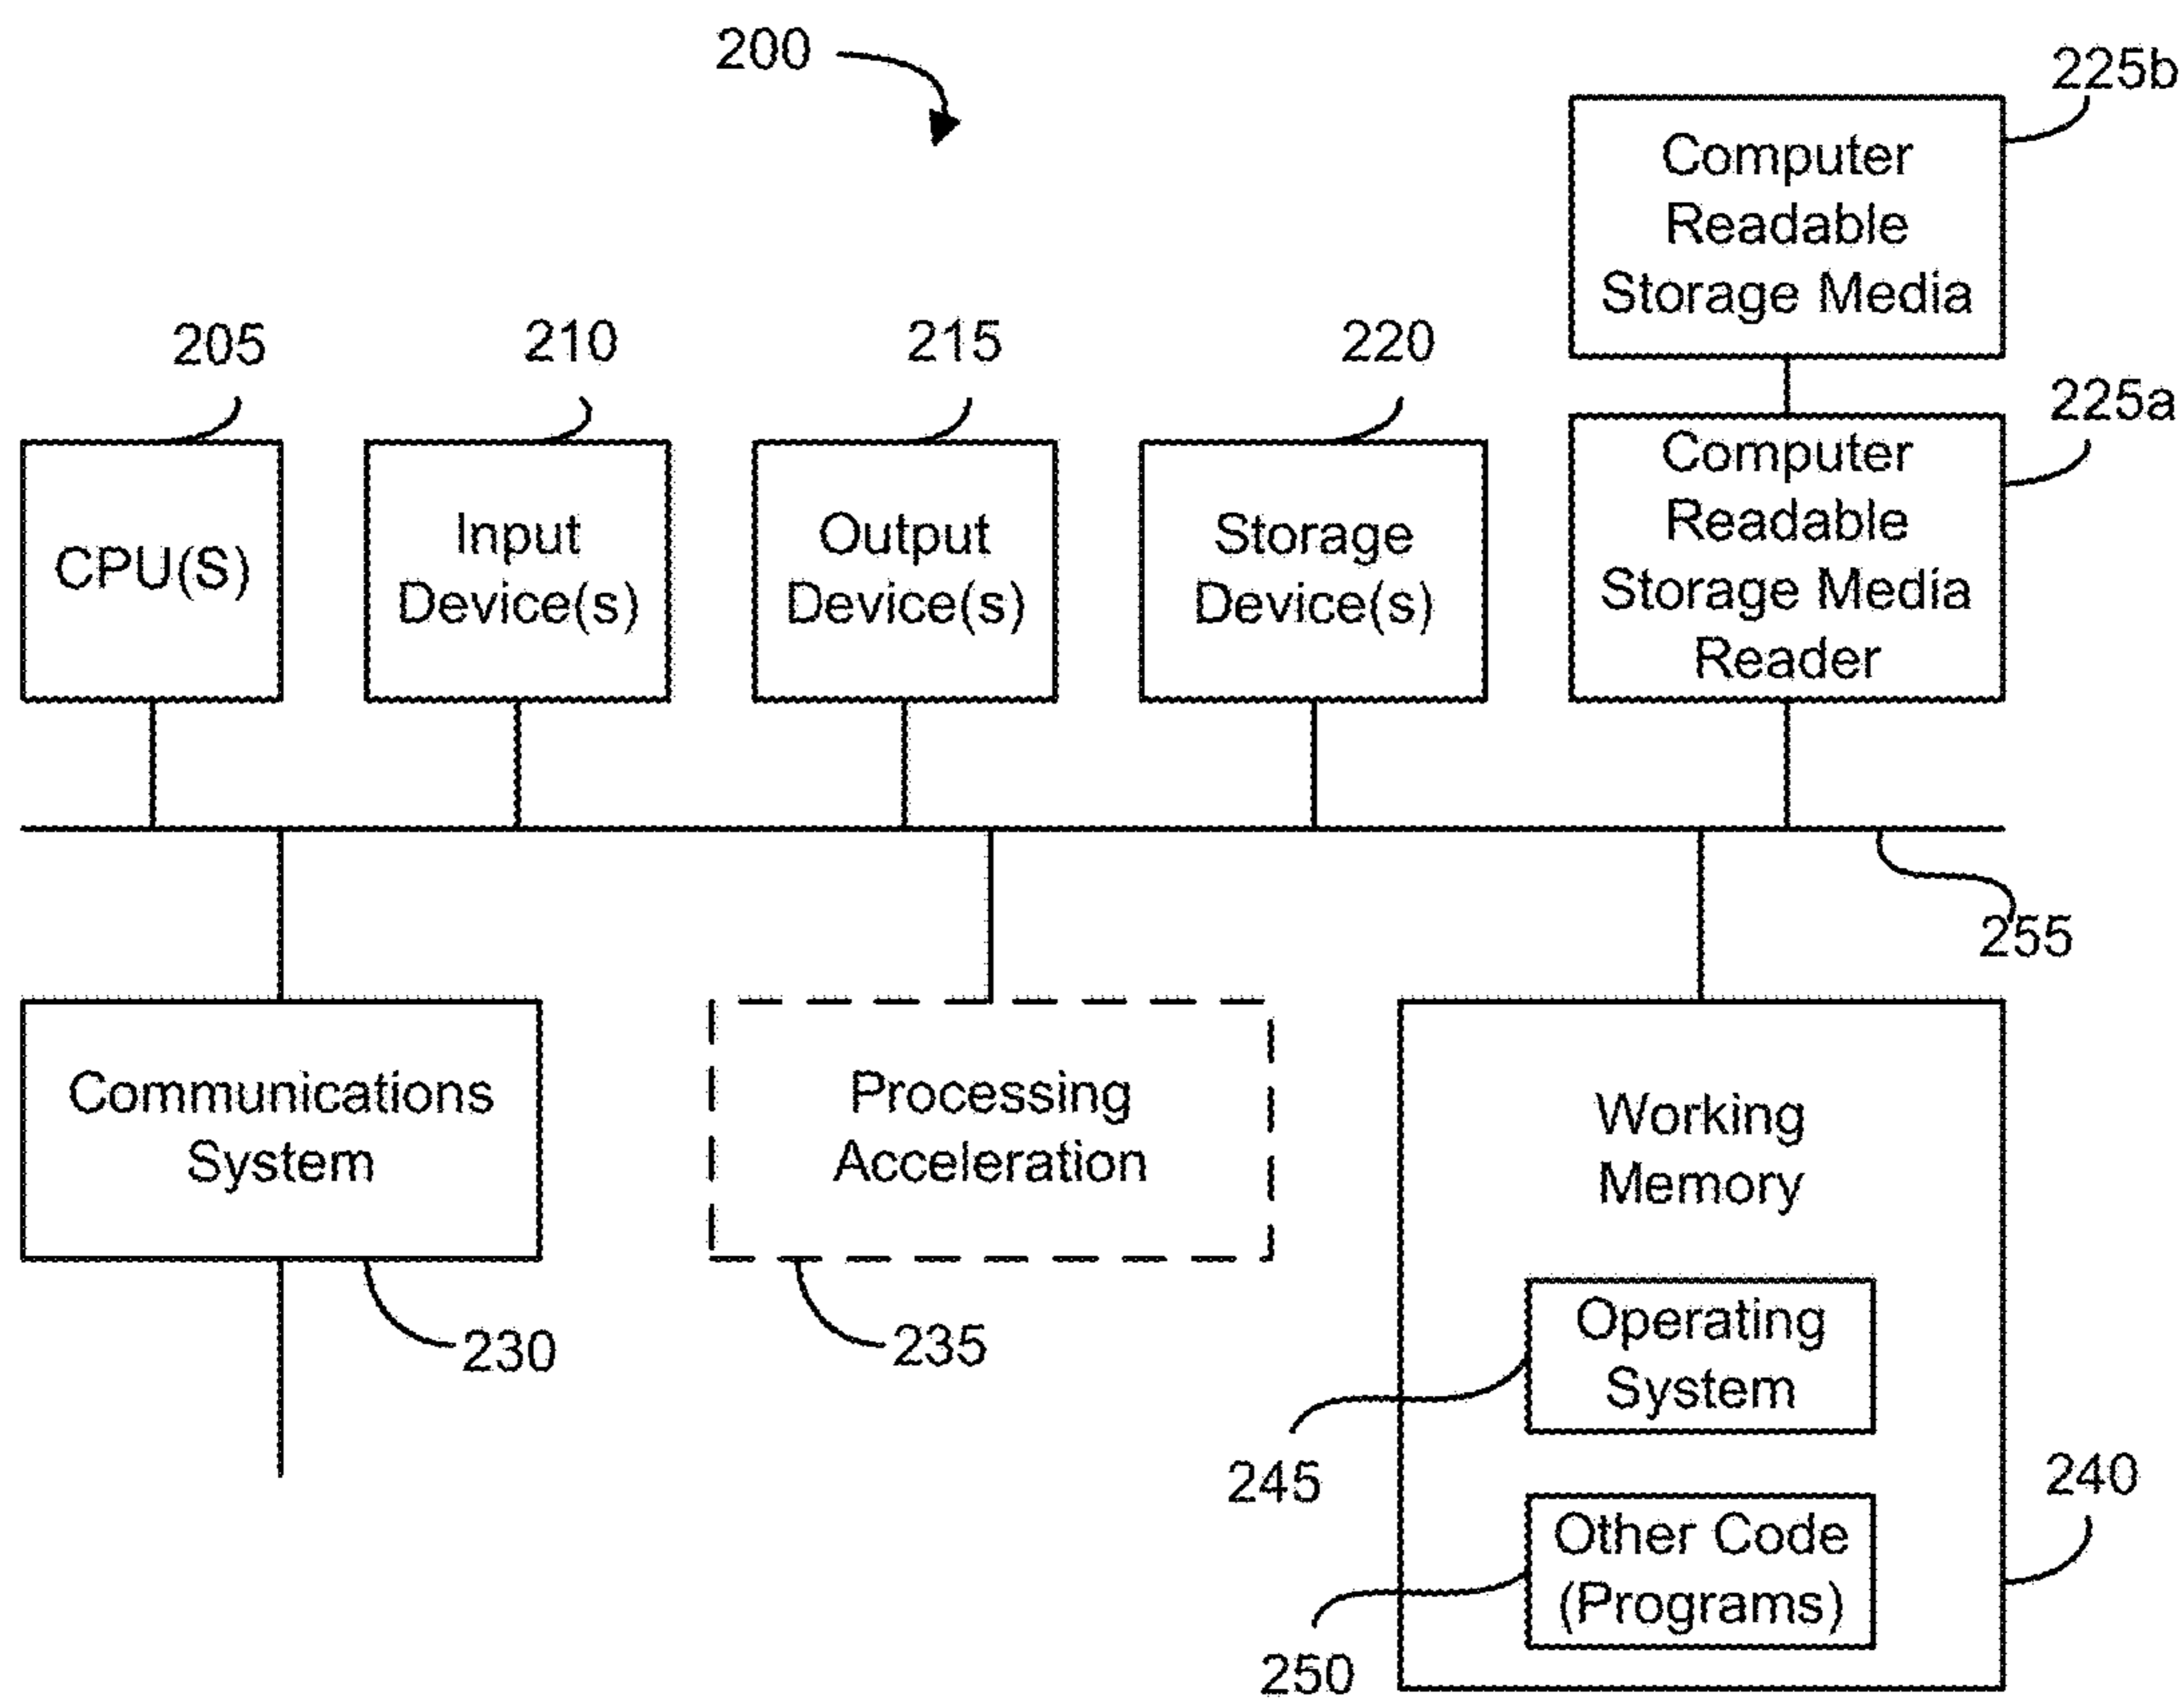 200
225b
Computer
Readable
Storage Media
205
210
215
220
225a
CPU(S)
Input
Device(s)
Output
Device(s)
Storage
Device(s)
Computer
Readable
Storage Media
Reader
255
Communications
System
230
Processing
Acceleration
235
Working
Memory
Operating
System
245
240
Other Code
(Programs)
250